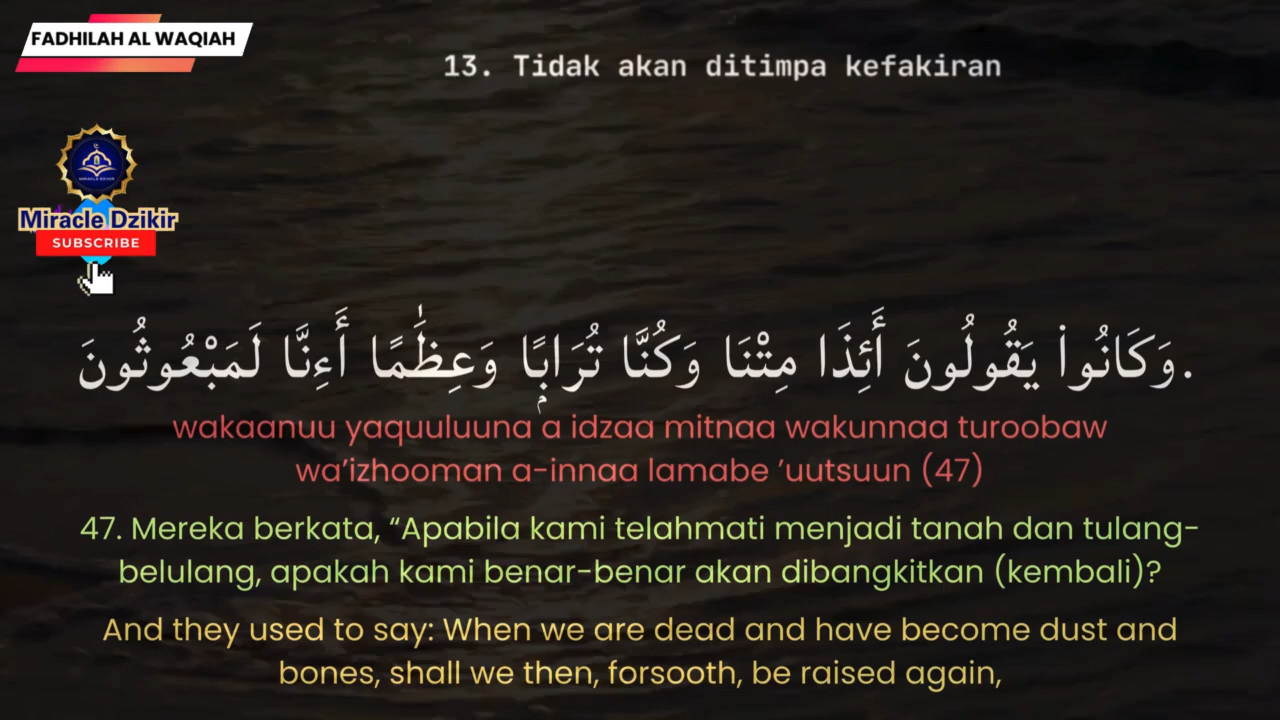 FADHILAH AL WAQIAH
13. Tidak akan ditimpa kefakiran
MIRACLE DZIKIR
Miracle Dzikir
SUBSCRIBE
وَكَانُوا۟ يَقُولُونَ أَئِذَا مِتْنَا وَكُنَّا تُرَابًۭا وَعِظَٰمًا أَءِنَّا لَمَبْعُوثُونَ.
wakaanuu yaquuluuna a idzaa mitnaa wakunnaa turoobaw
wa’izhooman a-innaa lamabe ’uutsuun (47)
47. Mereka berkata, “Apabila kami telahmati menjadi tanah dan tulang-
belulang, apakah kami benar-benar akan dibangkitkan (kembali)?
And they used to say: When we are dead and have become dust and
bones, shall we then, forsooth, be raised again,